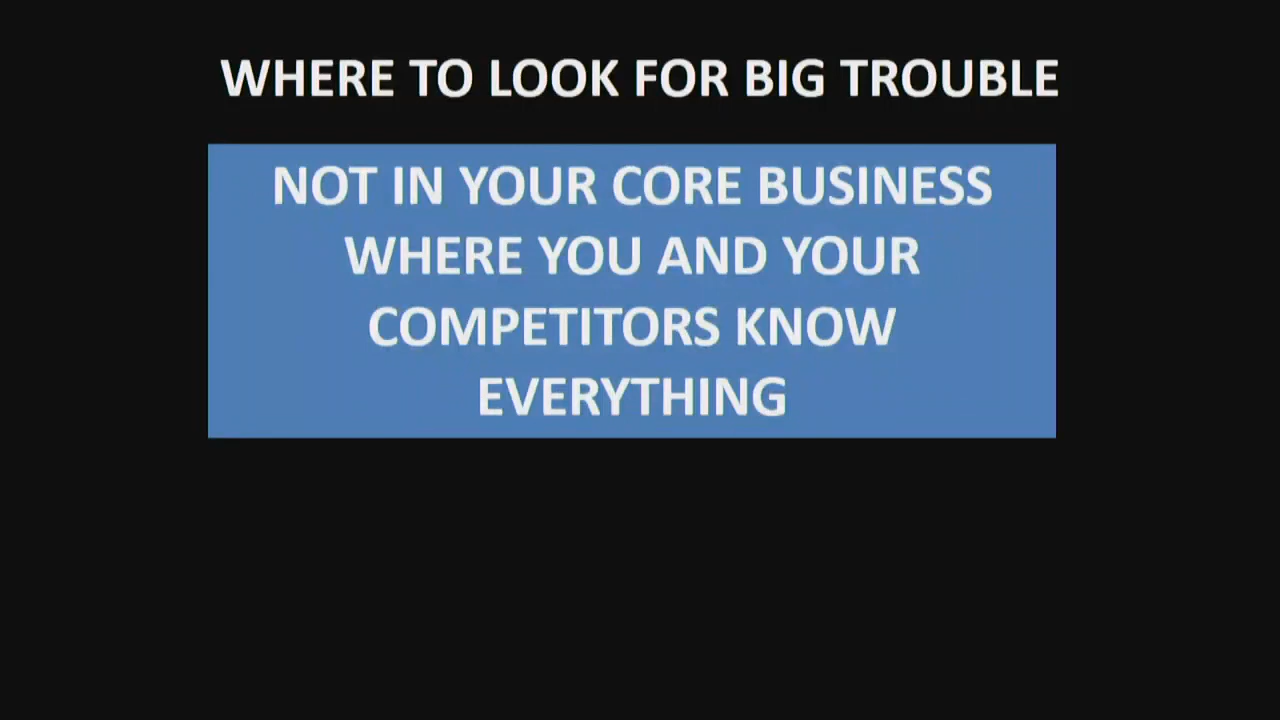 WHERE TO LOOK FOR BIG TROUBLE
NOT IN YOUR CORE BUSINESS
WHERE YOU AND YOUR
COMPETITORS KNOW
EVERYTHING